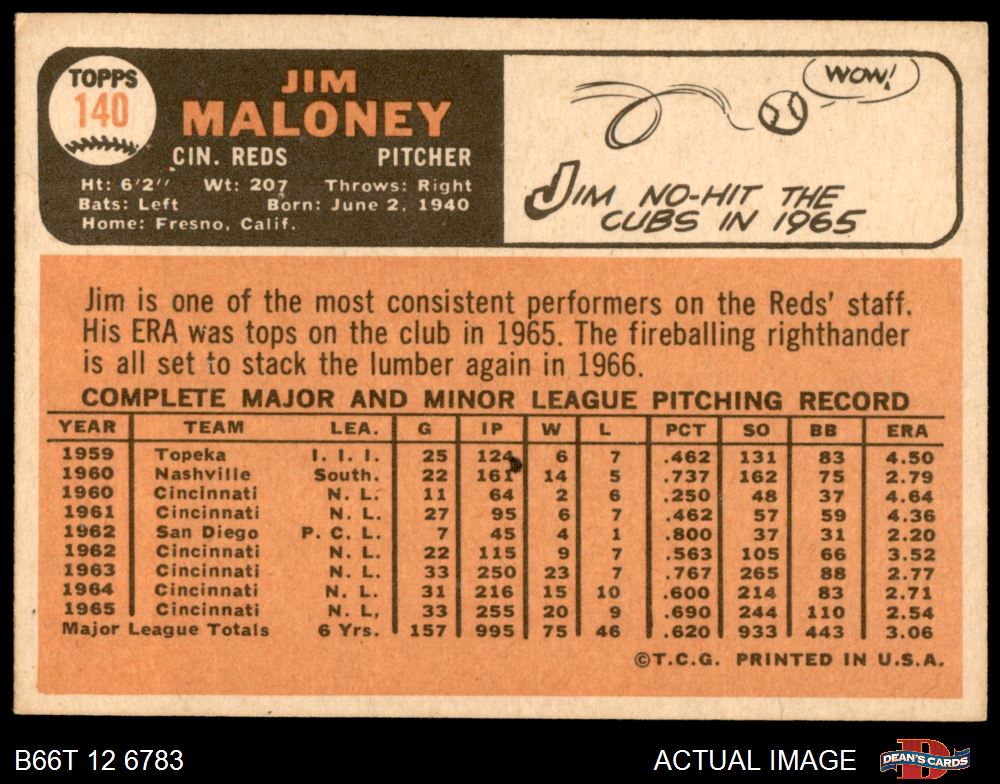 TOPPS
140
JIM
MALONEY
CIN. REDS PITCHER
Ht: 6'2'' Wt: 207 Throws: Right
Bats: Left Born: June 2, 1940
Home: Fresno, Calif.
WOW!
JIM NO-HIT THE
CUBS IN 1965
Jim is one of the most consistent performers on the Reds' staff.
His ERA was tops on the club in 1965. The fireballing righthander
is all set to stack the lumber again in 1966.
COMPLETE MAJOR AND MINOR LEAGUE PITCHING RECORD
YEAR TEAM LEA. G IP W L PCT SO BB ERA
1959 Topeka I. I. I. 25 124 6 7 .462 131 83 4.50
1960 Nashville South. 22 161 14 5 .737 162 75 2.79
1960 Cincinnati N. L. 11 64 2 6 .250 48 37 4.64
1961 Cincinnati N. L. 27 95 6 7 .462 57 59 4.36
1962 San Diego P. C. L. 7 45 4 1 .800 37 31 2.20
1962 Cincinnati N. L. 22 115 9 7 .563 105 66 3.52
1963 Cincinnati N. L. 33 250 23 7 .767 265 88 2.77
1964 Cincinnati N. L. 31 216 15 10 .600 214 83 2.71
1965 Cincinnati N. L, 33 255 20 9 .690 244 110 2.54
Major League Totals 6 Yrs. 157 995 75 46 .620 933 443 3.06
©T.C.G. PRINTED IN U.S.A.
B66T 12 6783 ACTUAL IMAGE
DEAN'S CARDS